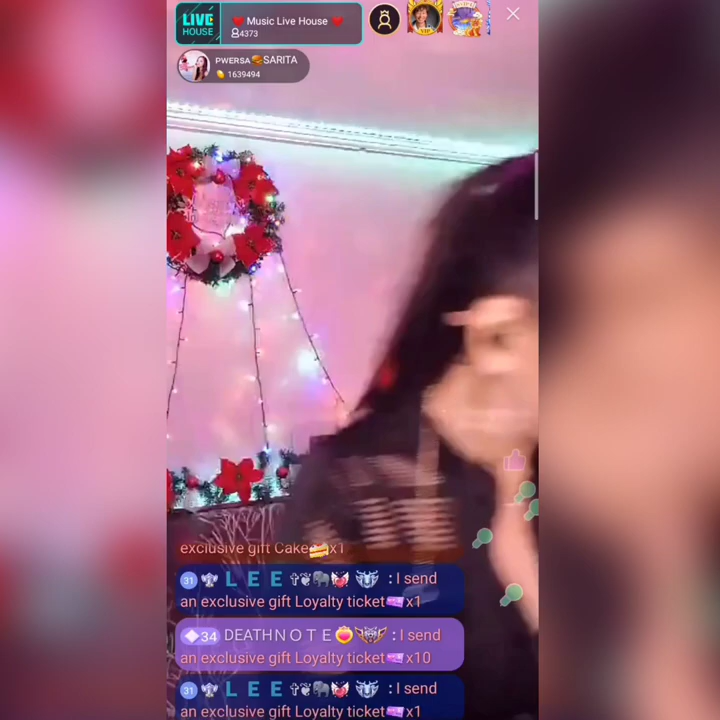 LIVE
HOUSE
❤️ Music Live House ❤️
4373
VIP
PWERSA🏀SARITA
1639494
exclusive gift Cake🍰x1
31 L E E ✞❦🐘💓 : I send
an exclusive gift Loyalty ticket x1
34 DEATHN O T E : I send
an exclusive gift Loyalty ticket x10
31 L E E ✞❦🐘💓 : I send
an exclusive gift Loyalty ticket x1